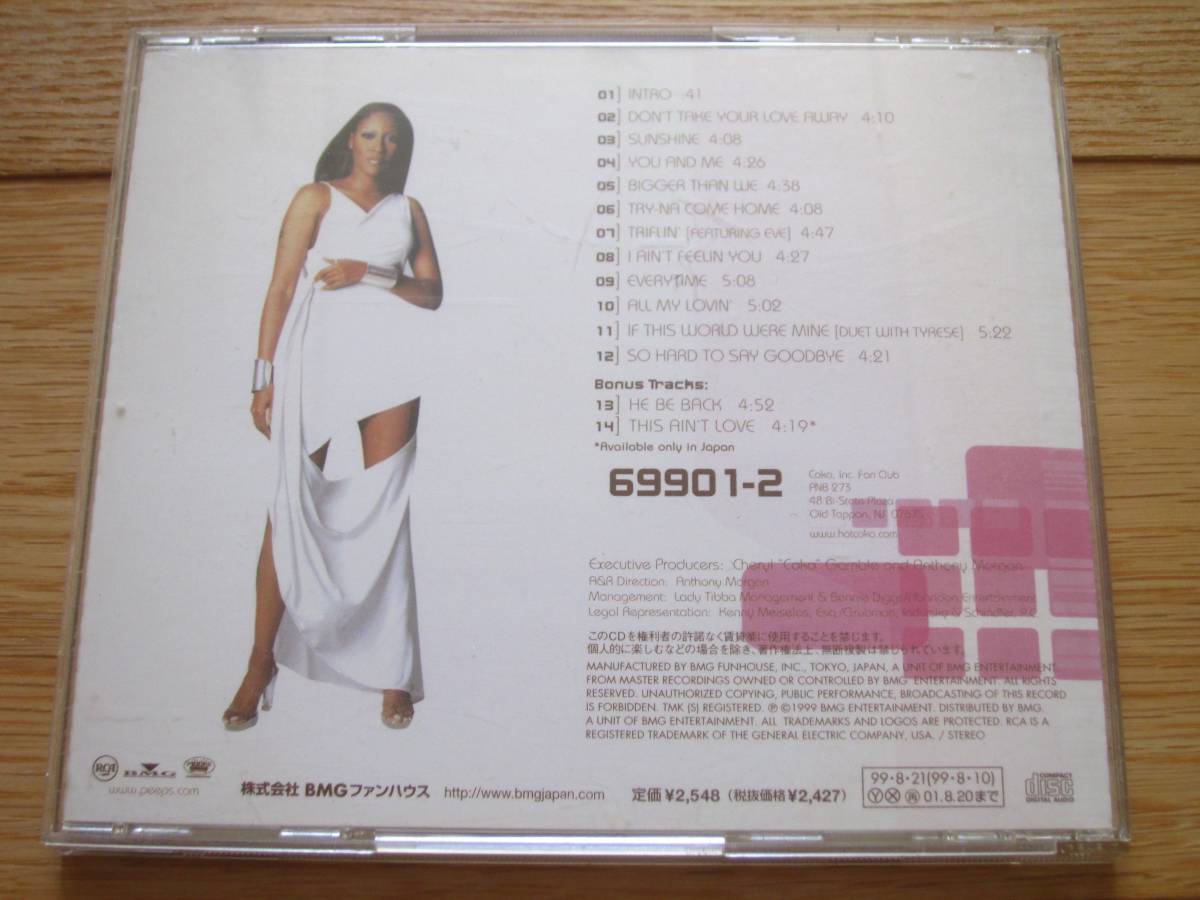 01] INTRO 41
02] DON'T TAKE YOUR LOVE AWAY 4:10
03] SUNSHINE 4:08
04] YOU AND ME 4:26
05] BIGGER THAN WE 4:38
06] TRY-NA COME HOME 4:08
07] TRIFLIN' [FEATURING EVE] 4:47
08] I AIN'T FEELIN YOU 4:27
09] EVERYTIME 5:08
10] ALL MY LOVIN' 5:02
11] IF THIS WORLD WERE MINE [DUET WITH TYRESE] 5:22
12] SO HARD TO SAY GOODBYE 4:21
Bonus Tracks:
13] HE BE BACK 4:52
14] THIS AIN'T LOVE 4:19*
*Available only in Japan
69901-2
Coko, Inc. Fan Club
PNB 273
48 Bi-State Plaza
Old Tappan, NJ 07675
www.hotcoko.com
Executive Producers: Cheryl "Coko" Gamble and Anthony Morgan
A&R Direction: Anthony Morgan
Management: Lady Tibba Management & Bennie Diggs/Abandon Entertainment
Legal Representation: Kenny Meiselas, Esq./Grubman, Indursky & Schindler, P.C.
このCDを権利者の許諾なく賃貸業に使用することを禁じます。
個人的に楽しむなどの場合を除き、著作権法上、無断複製は禁じられています。
MANUFACTURED BY BMG FUNHOUSE, INC., TOKYO, JAPAN, A UNIT OF BMG ENTERTAINMENT
FROM MASTER RECORDINGS OWNED OR CONTROLLED BY BMG ENTERTAINMENT. ALL RIGHTS
RESERVED. UNAUTHORIZED COPYING, PUBLIC PERFORMANCE, BROADCASTING OF THIS RECORD
IS FORBIDDEN. TMK (S) REGISTERED. ℗ ©1999 BMG ENTERTAINMENT. DISTRIBUTED BY BMG.
A UNIT OF BMG ENTERTAINMENT. ALL TRADEMARKS AND LOGOS ARE PROTECTED. RCA IS A
REGISTERED TRADEMARK OF THE GENERAL ELECTRIC COMPANY, USA. / STEREO
RCA BMG
www.peeps.com
株式会社 BMGファンハウス http://www.bmgjapan.com 定価 ¥2,548（税抜価格¥2,427）
99·8·21(99·8·10)
Ⓨ Ⓧ 再 01.8.20まで
COMPACT
disc
DIGITAL AUDIO